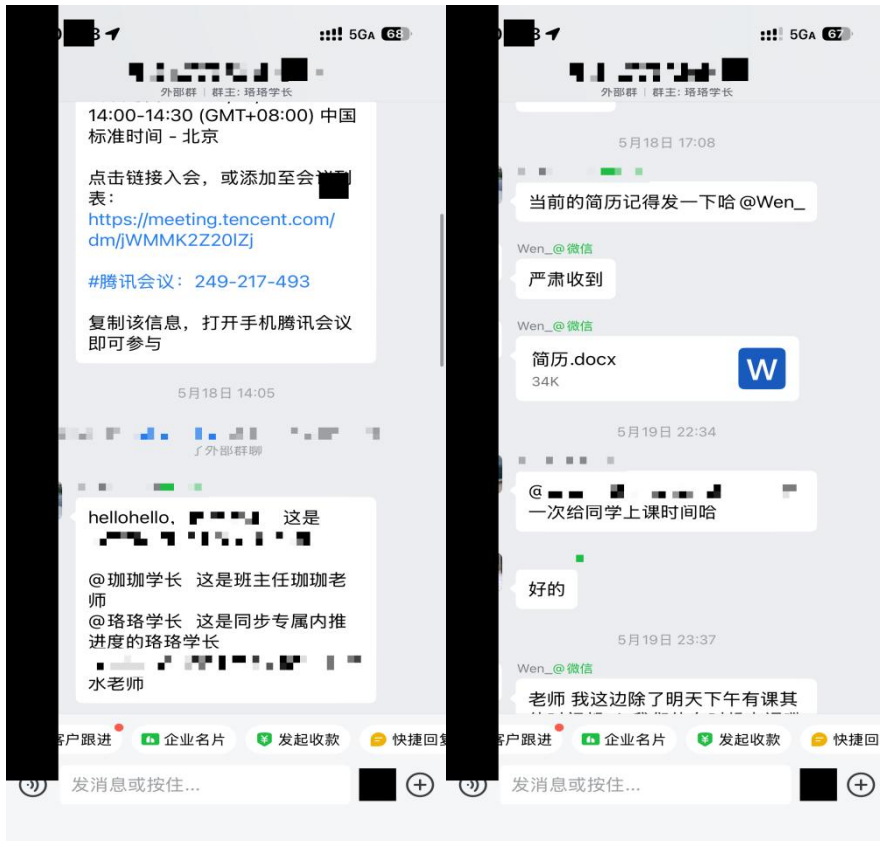 5GA 68
外部群 | 群主: 珞珞学长
14:00-14:30 (GMT+08:00) 中国
标准时间 - 北京
点击链接入会，或添加至会
表：
https://meeting.tencent.com/
dm/jWMMK2Z20lZj
#腾讯会议：249-217-493
复制该信息，打开手机腾讯会议
即可参与
5月18日 14:05
了外部群聊
hellohello，
这是
@珈珈学长 这是班主任珈珈老
师
@珞珞学长 这是同步专属内推
进度的珞珞学长
水老师
客户跟进
企业名片
发起收款
快捷回复
发消息或按住...
5GA 67
外部群 | 群主: 珞珞学长
5月18日 17:08
当前的简历记得发一下哈@Wen_
Wen_@微信
严肃收到
Wen_@微信
简历.docx
34K
W
5月19日 22:34
@
一次给同学上课时间哈
好的
5月19日 23:37
Wen_@微信
老师 我这边除了明天下午有课其
户跟进
企业名片
发起收款
快捷回
发消息或按住...